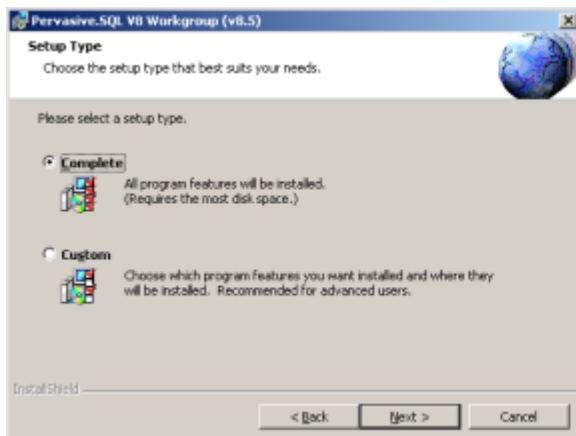 Pervasive.SQL V8 Workgroup (v8.5)
Setup Type
Choose the setup type that best suits your needs.
Please select a setup type.
Complete
All program features will be installed.
(Requires the most disk space.)
Custom
Choose which program features you want installed and where they
will be installed. Recommended for advanced users.
InstallShield
< Back
Next >
Cancel